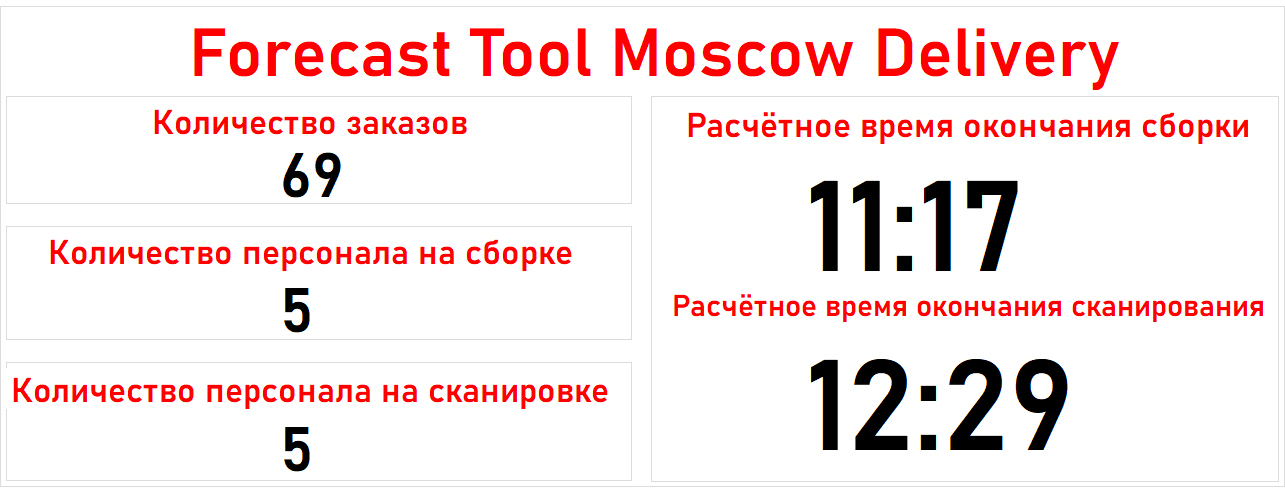 Forecast Tool Moscow Delivery
Количество заказов
69
Количество персонала на сборке
5
Количество персонала на сканировке
5
Расчётное время окончания сборки
11:17
Расчётное время окончания сканирования
12:29